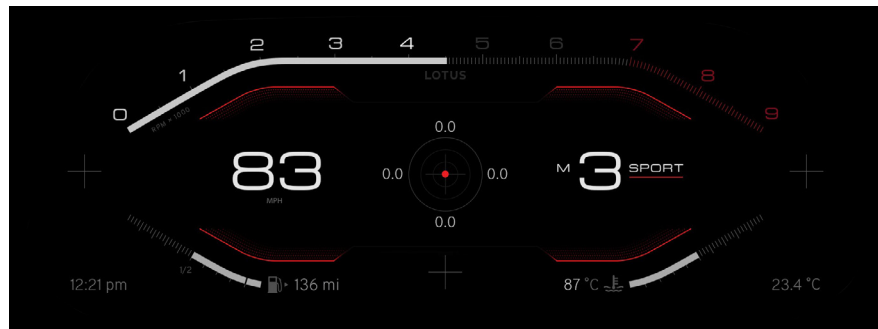 0 1 2 3 4 5 6 7 8 9
RPM × 1000
LOTUS
0.0
83 0.0 0.0 M 3 SPORT
MPH
0.0
1/2
12:21 pm 136 mi 87 °C 23.4 °C